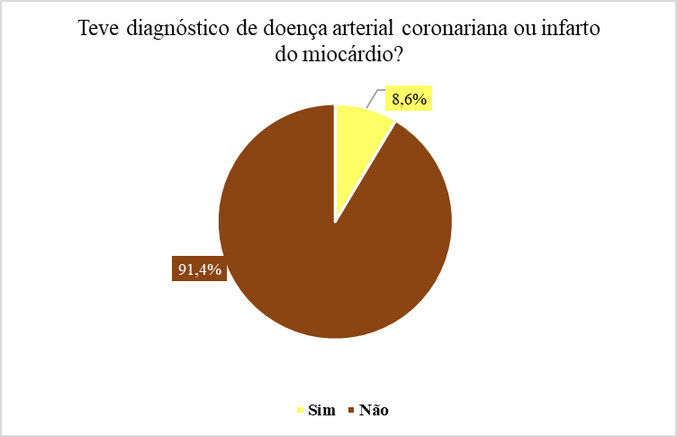 Teve diagnóstico de doença arterial coronariana ou infarto
do miocárdio?
8,6%
91,4%
Sim Não